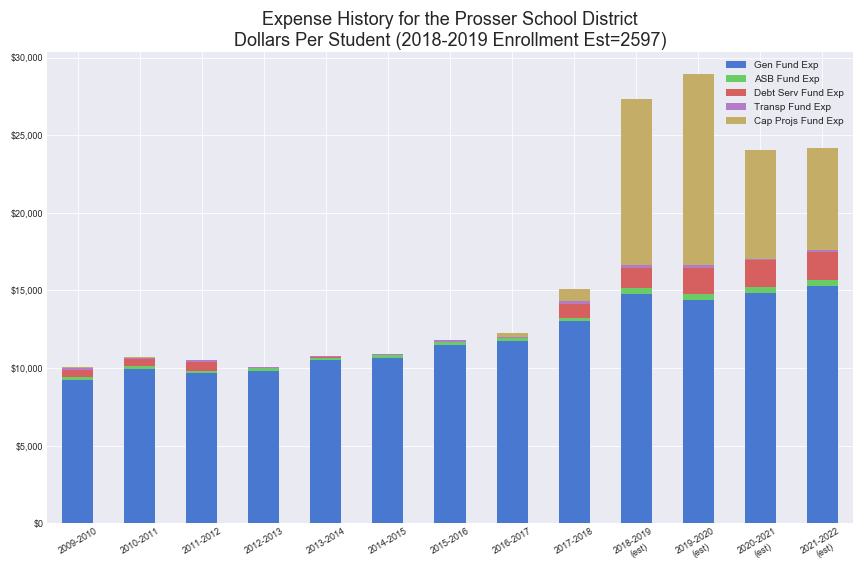 Expense History for the Prosser School District
Dollars Per Student (2018-2019 Enrollment Est=2597)
$30,000
$25,000
$20,000
$15,000
$10,000
$5,000
$0
Gen Fund Exp
ASB Fund Exp
Debt Serv Fund Exp
Transp Fund Exp
Cap Projs Fund Exp
2009-2010
2010-2011
2011-2012
2012-2013
2013-2014
2014-2015
2015-2016
2016-2017
2017-2018
2018-2019
(est)
2019-2020
(est)
2020-2021
(est)
2021-2022
(est)